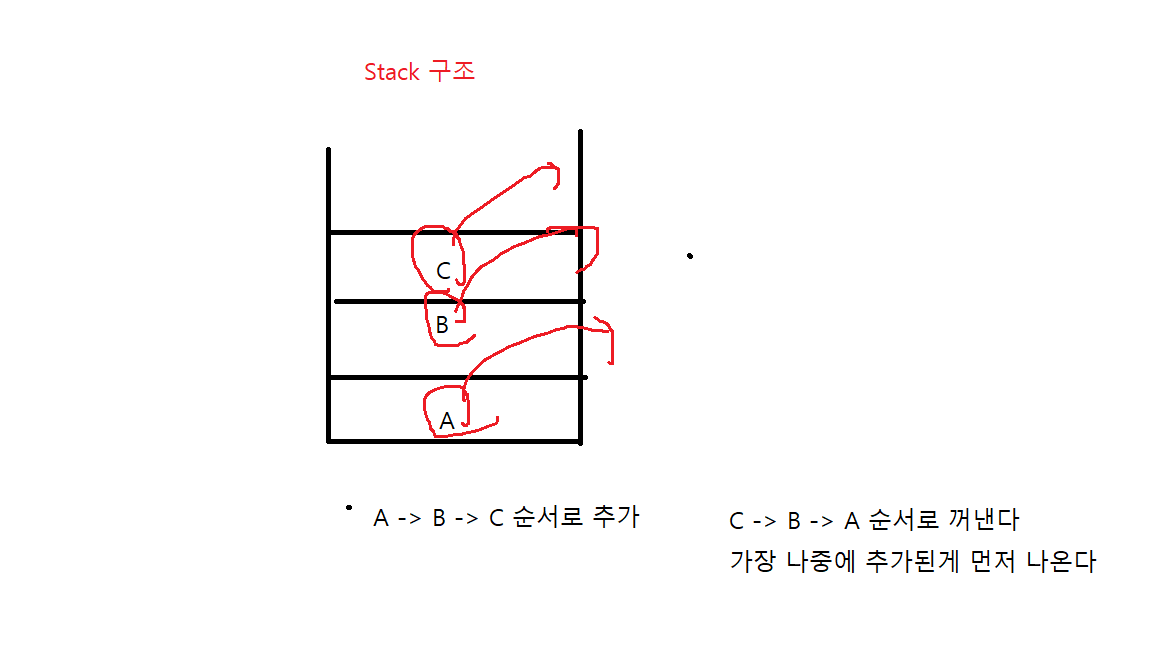 Stack 구조
C
B
A
A -> B -> C 순서로 추가
C -> B -> A 순서로 꺼낸다
가장 나중에 추가된게 먼저 나온다